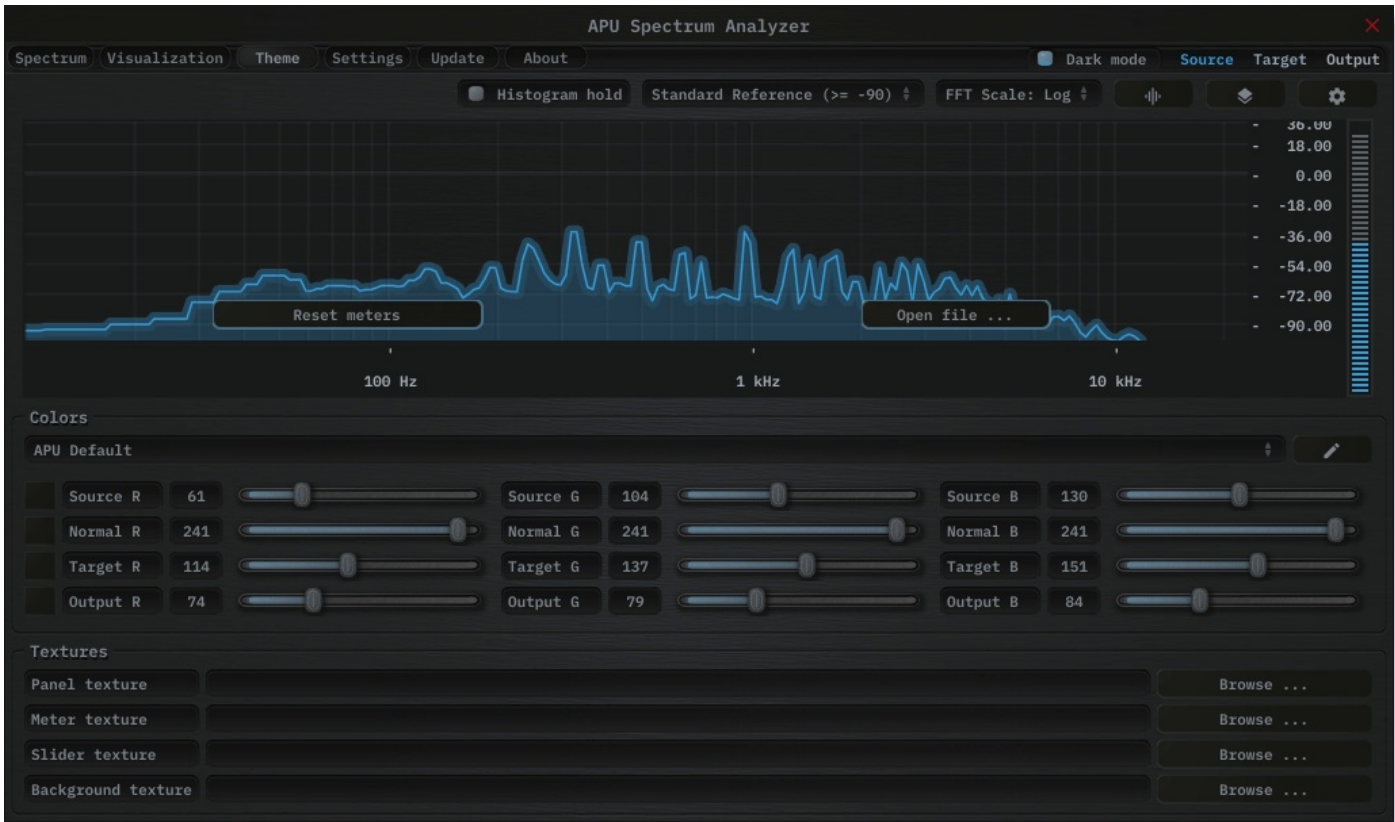 APU Spectrum Analyzer
Spectrum Visualization Theme Settings Update About Dark mode Source Target Output
Histogram hold Standard Reference (>= -90) FFT Scale: Log
- 36.00
- 18.00
- 0.00
- -18.00
- -36.00
- -54.00
- -72.00
- -90.00
Reset meters Open file ...
100 Hz 1 kHz 10 kHz
Colors
APU Default
Source R 61 Source G 104 Source B 130
Normal R 241 Normal G 241 Normal B 241
Target R 114 Target G 137 Target B 151
Output R 74 Output G 79 Output B 84
Textures
Panel texture Browse ...
Meter texture Browse ...
Slider texture Browse ...
Background texture Browse ...